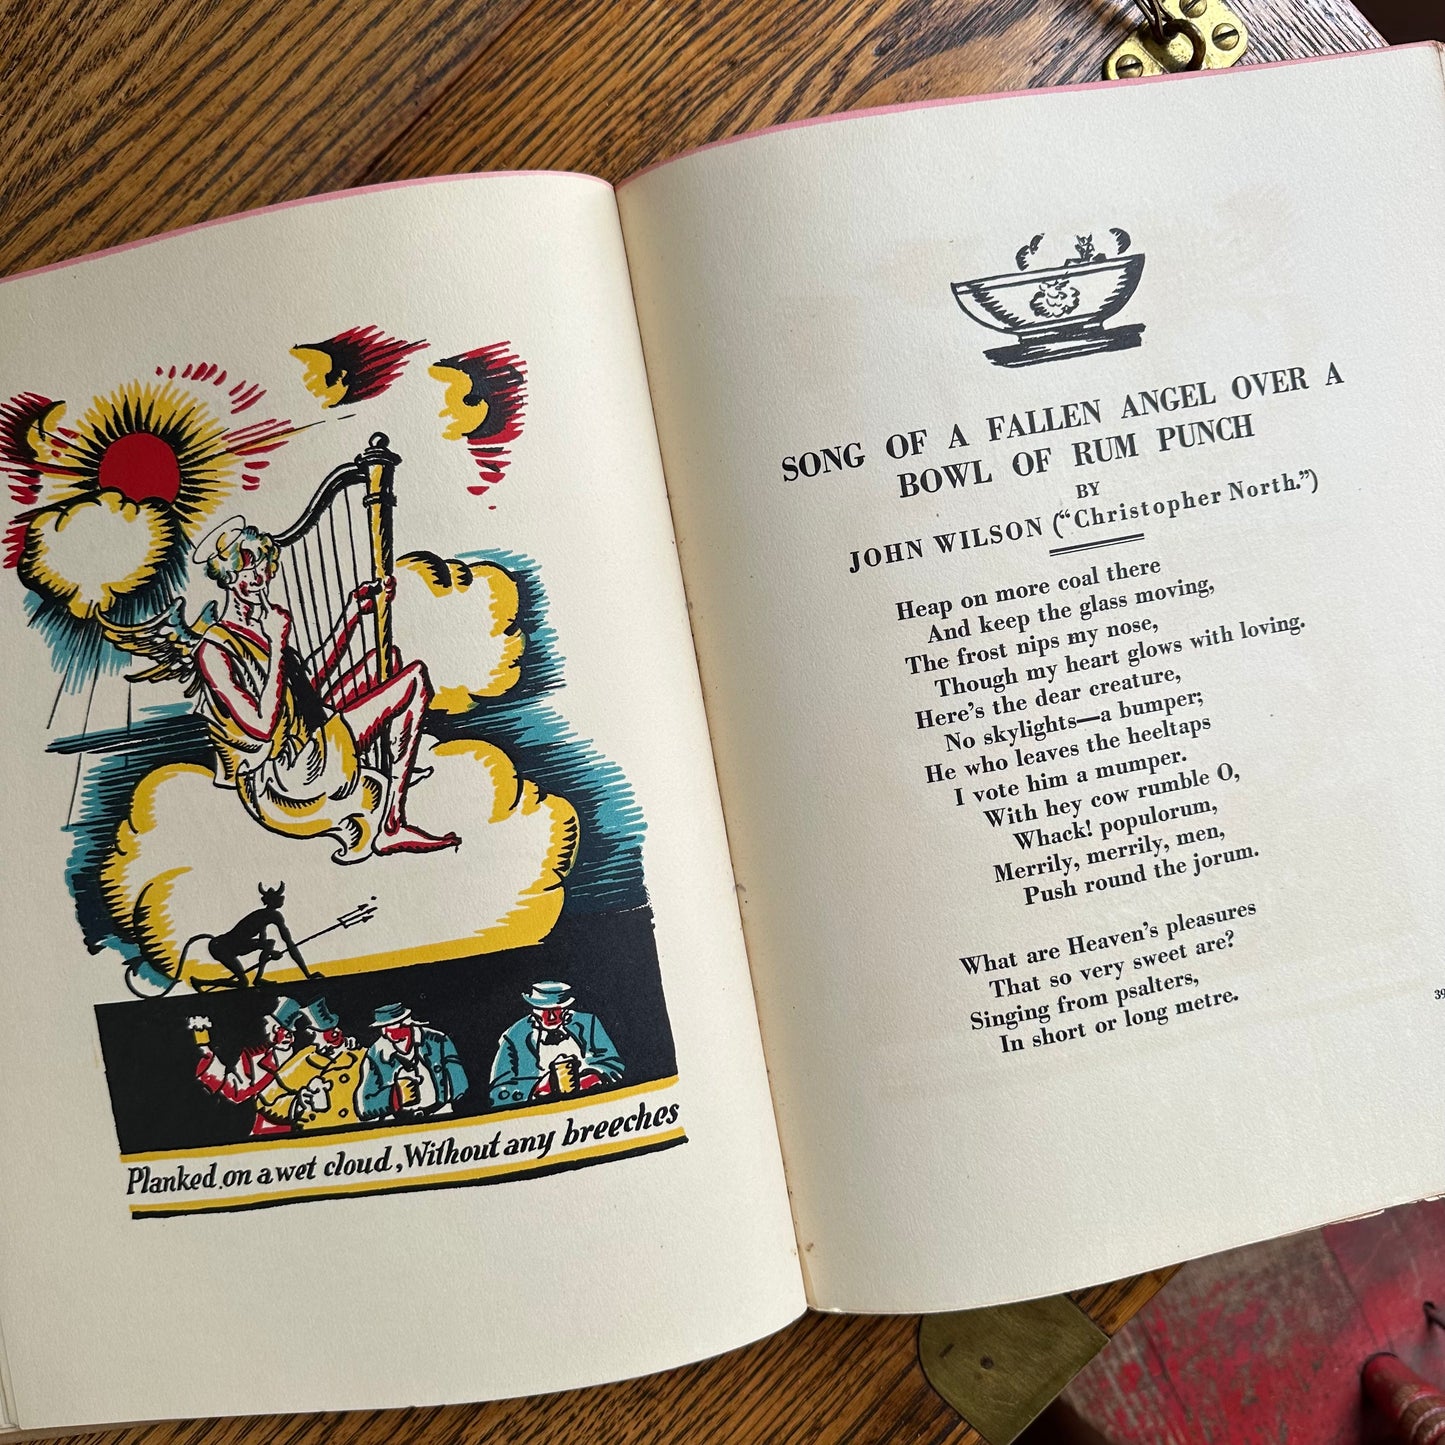 Planked on a wet cloud, Without any breeches
SONG OF A FALLEN ANGEL OVER A
BOWL OF RUM PUNCH
BY
JOHN WILSON ("Christopher North.")
Heap on more coal there
And keep the glass moving,
The frost nips my nose,
Though my heart glows with loving.
Here's the dear creature,
No skylights—a bumper;
He who leaves the heeltaps
I vote him a mumper.
With hey cow rumble O,
Whack! populorum,
Merrily, merrily, men,
Push round the jorum.
What are Heaven's pleasures
That so very sweet are?
Singing from psalters,
In short or long metre.
39